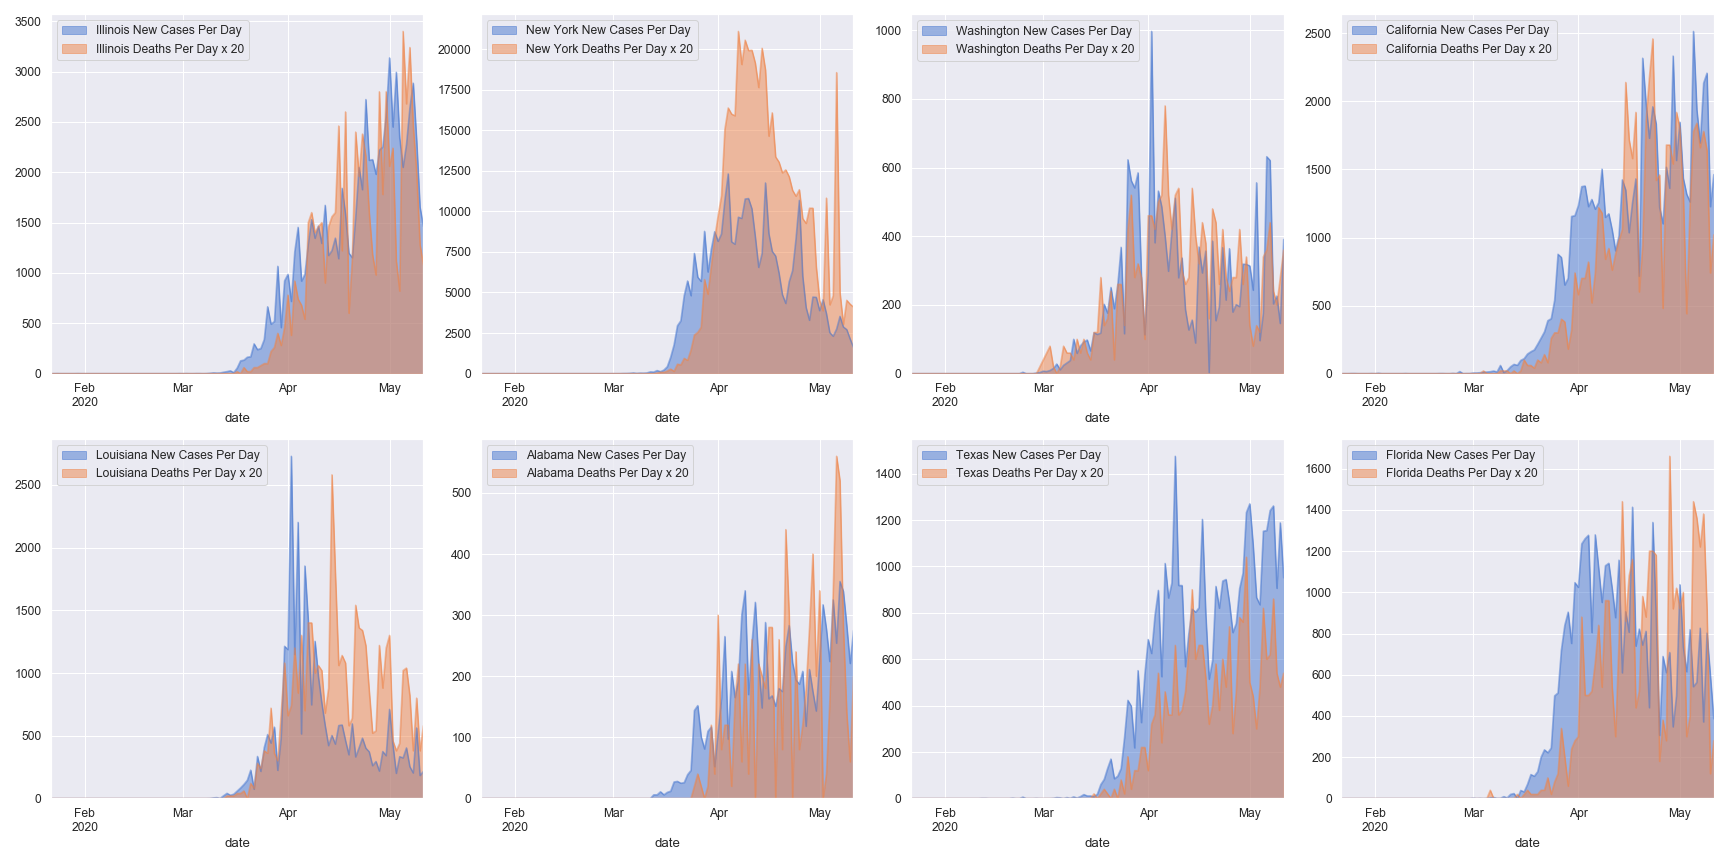 Illinois New Cases Per Day
Illinois Deaths Per Day x 20
3500
3000
2500
2000
1500
1000
500
0
Feb
2020
Mar
Apr
May
date
New York New Cases Per Day
New York Deaths Per Day x 20
20000
17500
15000
12500
10000
7500
5000
2500
0
Feb
2020
Mar
Apr
May
date
Washington New Cases Per Day
Washington Deaths Per Day x 20
1000
800
600
400
200
0
Feb
2020
Mar
Apr
May
date
California New Cases Per Day
California Deaths Per Day x 20
2500
2000
1500
1000
500
0
Feb
2020
Mar
Apr
May
date
Louisiana New Cases Per Day
Louisiana Deaths Per Day x 20
2500
2000
1500
1000
500
0
Feb
2020
Mar
Apr
May
date
Alabama New Cases Per Day
Alabama Deaths Per Day x 20
500
400
300
200
100
0
Feb
2020
Mar
Apr
May
date
Texas New Cases Per Day
Texas Deaths Per Day x 20
1400
1200
1000
800
600
400
200
0
Feb
2020
Mar
Apr
May
date
Florida New Cases Per Day
Florida Deaths Per Day x 20
1600
1400
1200
1000
800
600
400
200
0
Feb
2020
Mar
Apr
May
date